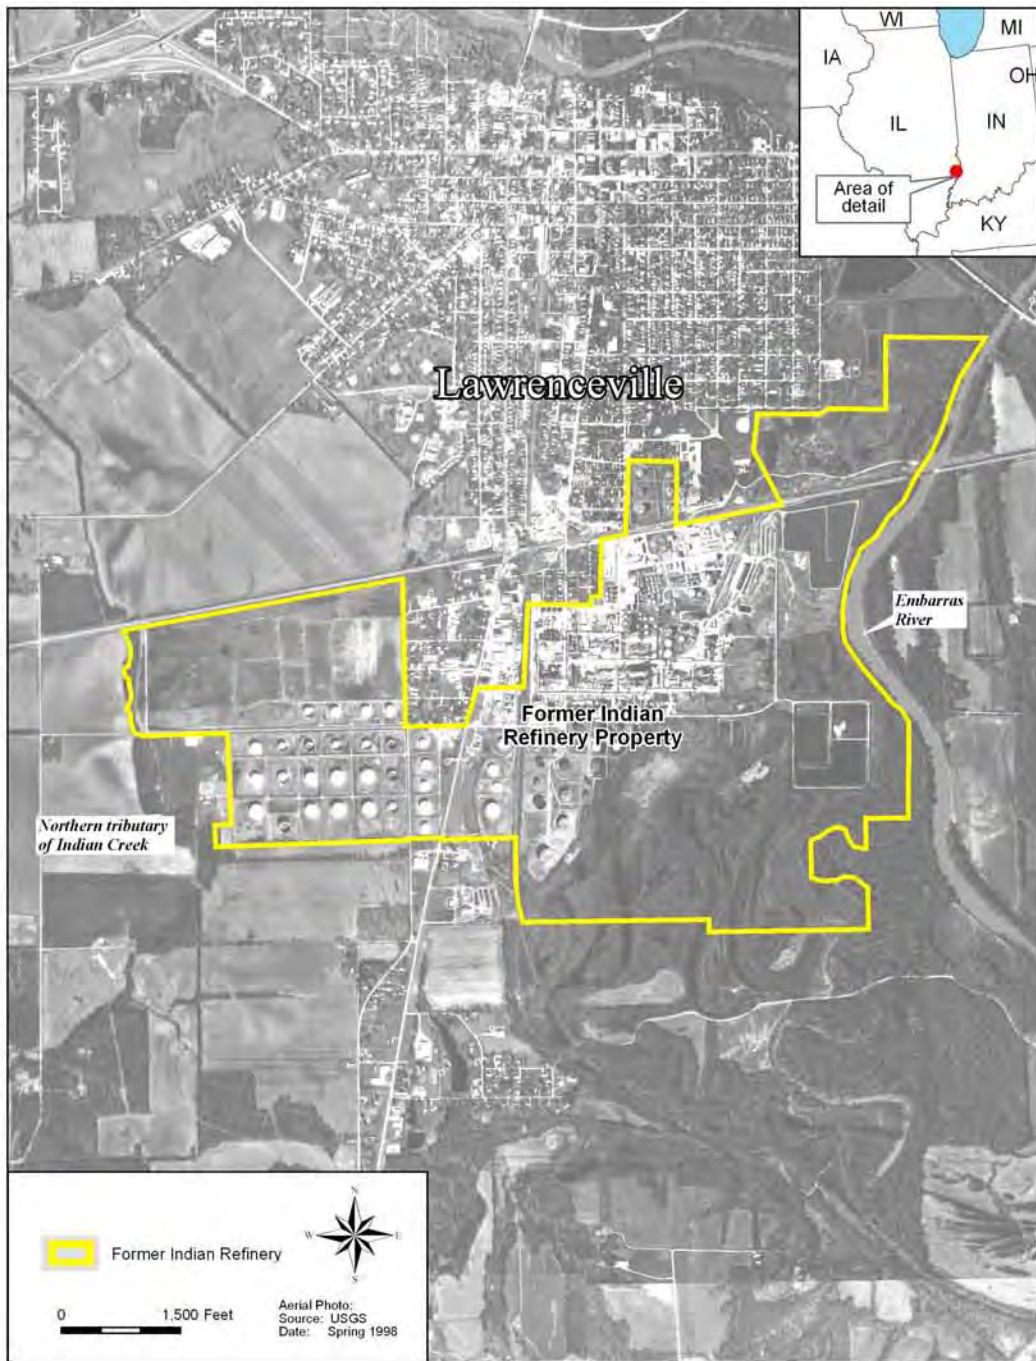 WI
MI
IA
OH
IL
IN
Area of
detail
KY
Lawrenceville
Embarras
River
Former Indian
Refinery Property
Northern tributary
of Indian Creek
N
W
E
S
Former Indian Refinery
0
1,500 Feet
Aerial Photo:
Source: USGS
Date: Spring 1998